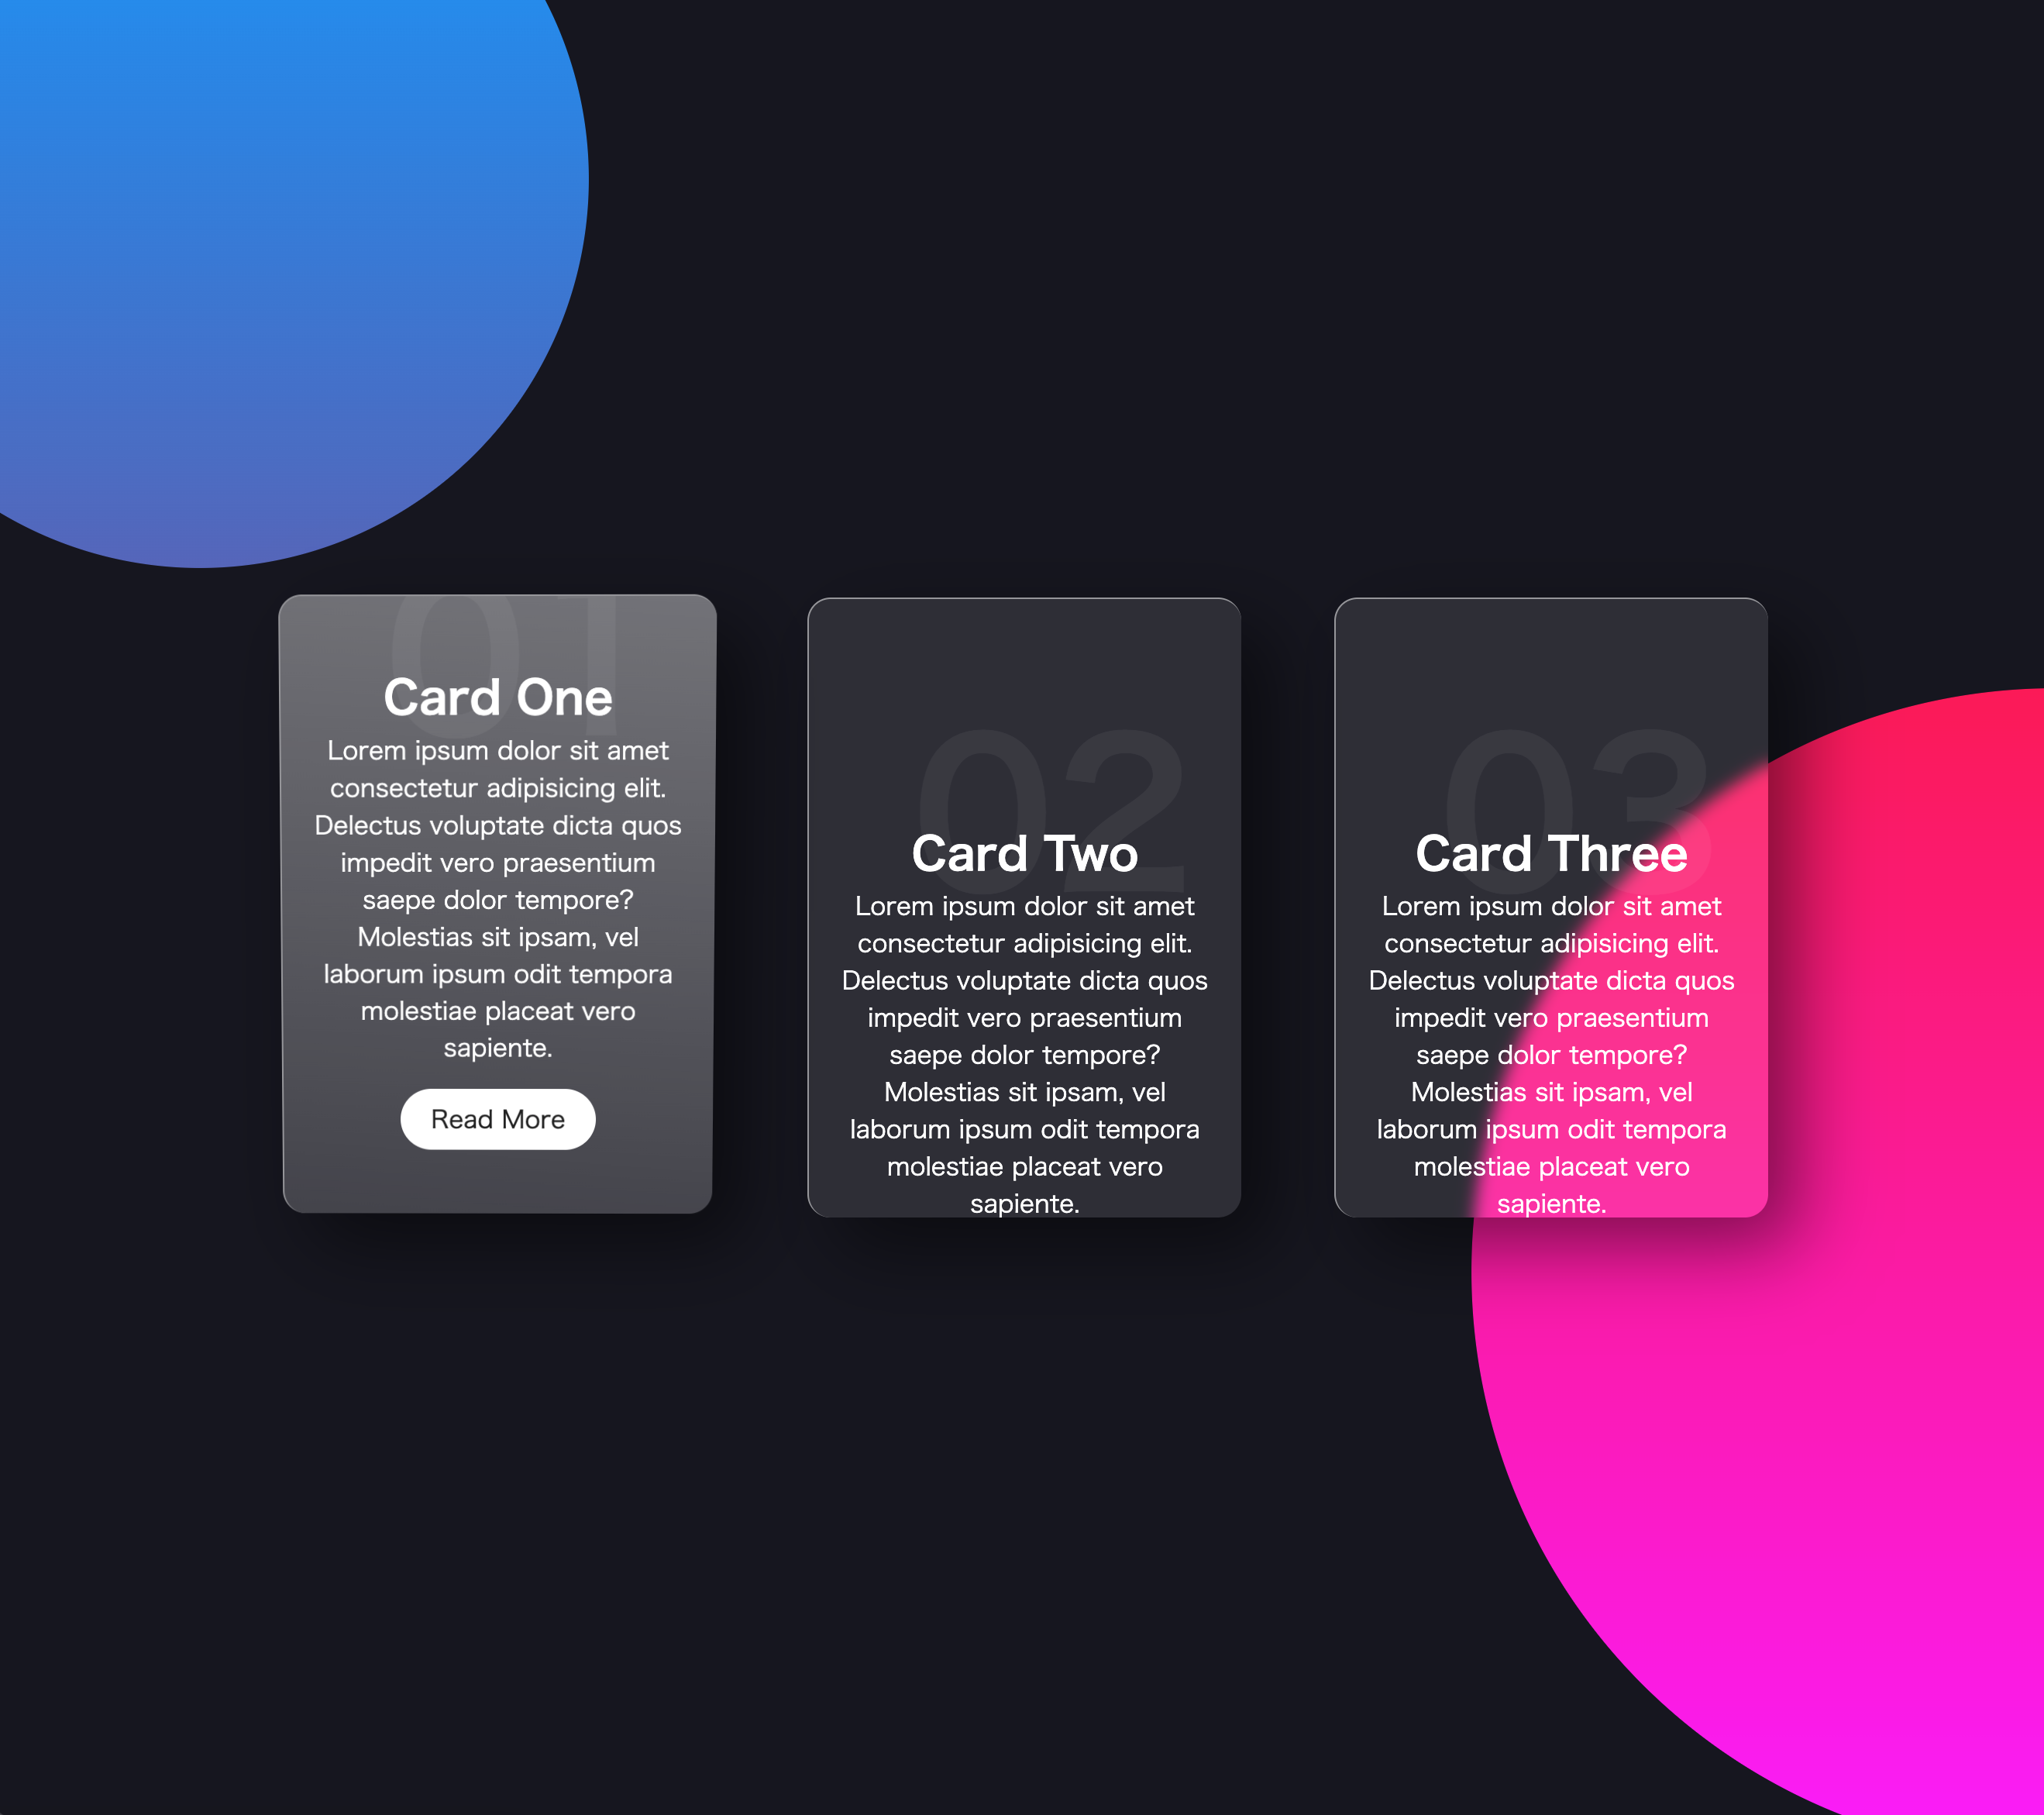 01
Card One
Lorem ipsum dolor sit amet
consectetur adipisicing elit.
Delectus voluptate dicta quos
impedit vero praesentium
saepe dolor tempore?
Molestias sit ipsam, vel
laborum ipsum odit tempora
molestiae placeat vero
sapiente.
Read More
02
Card Two
Lorem ipsum dolor sit amet
consectetur adipisicing elit.
Delectus voluptate dicta quos
impedit vero praesentium
saepe dolor tempore?
Molestias sit ipsam, vel
laborum ipsum odit tempora
molestiae placeat vero
sapiente.
03
Card Three
Lorem ipsum dolor sit amet
consectetur adipisicing elit.
Delectus voluptate dicta quos
impedit vero praesentium
saepe dolor tempore?
Molestias sit ipsam, vel
laborum ipsum odit tempora
molestiae placeat vero
sapiente.